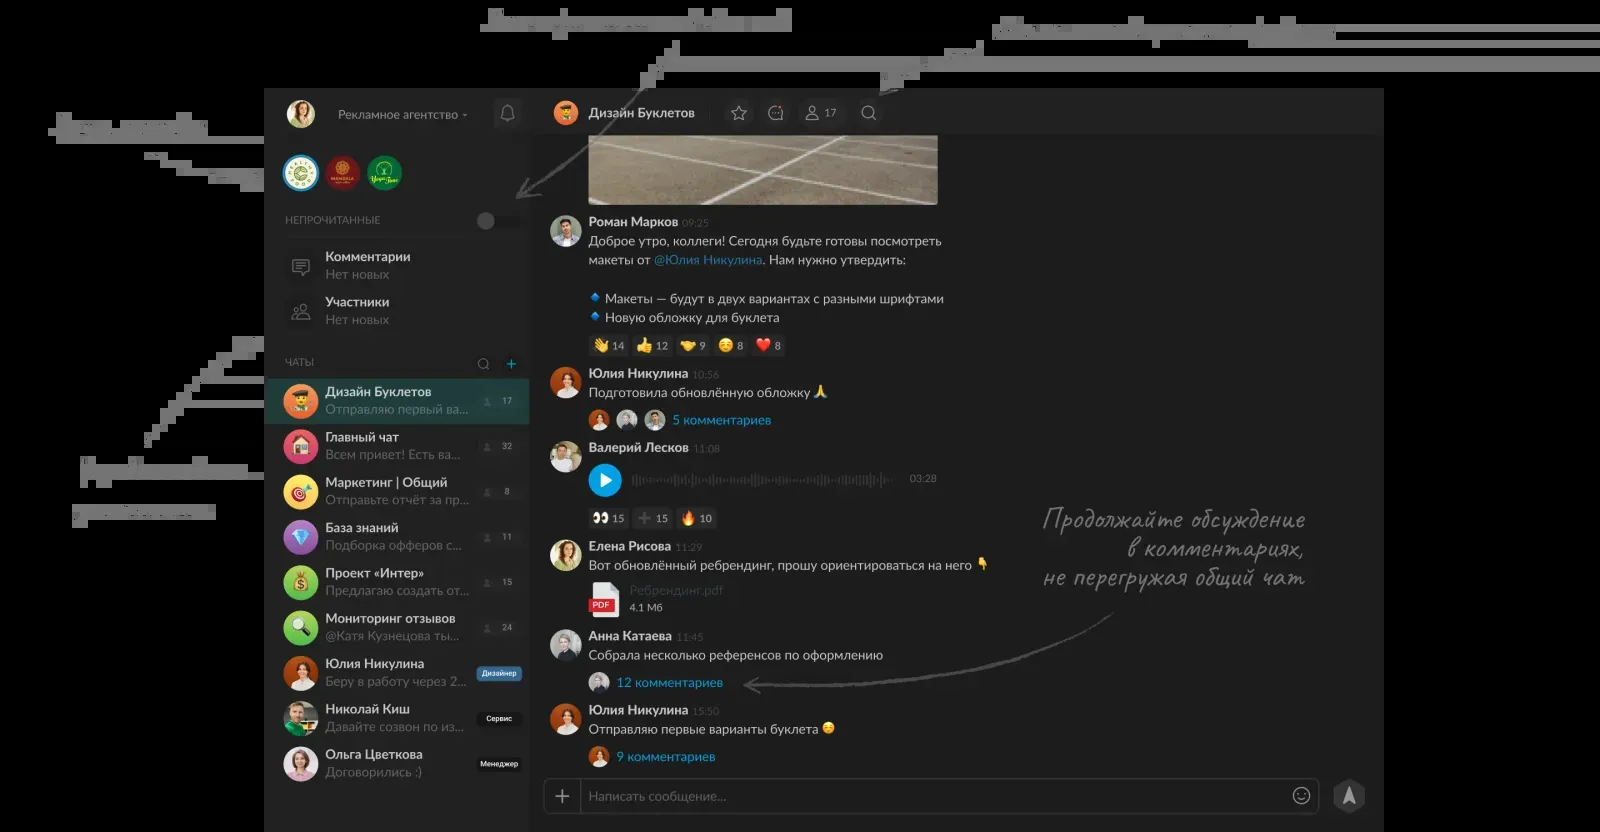 Рекламное агентство
НЕПРОЧИТАННЫЕ
Комментарии
Нет новых
Участники
Нет новых
ЧАТЫ
Дизайн Буклетов
Отправляю первый ва...
17
Главный чат
Всем привет! Есть ва...
32
Маркетинг | Общий
Отправьте отчёт за пр...
8
База знаний
Подборка офферов с...
11
Проект «Интер»
Предлагаю создать от...
15
Мониторинг отзывов
@Катя Кузнецова ты...
24
Юлия Никулина
Беру в работу через 2...
Дизайнер
Николай Киш
Давайте созвон по из...
Сервис
Ольга Цветкова
Договорились :)
Менеджер
Дизайн Буклетов
17
Роман Марков 09:25
Доброе утро, коллеги! Сегодня будьте готовы посмотреть
макеты от @Юлия Никулина. Нам нужно утвердить:
🔹 Макеты — будут в двух вариантах с разными шрифтами
🔹 Новую обложку для буклета
👋 14 👍 12 🤝 9 ☺️ 8 ❤️ 8
Юлия Никулина 10:56
Подготовила обновлённую обложку 🙏
5 комментариев
Валерий Лесков 11:08
03:28
👀 15 ➕ 15 🔥 10
Елена Рисова 11:29
Вот обновлённый ребрендинг, прошу ориентироваться на него 👇
PDF
Ребрендинг.pdf
4.1 Мб
Анна Катаева 11:45
Собрала несколько референсов по оформлению
12 комментариев
Юлия Никулина 15:50
Отправляю первые варианты буклета ☺️
9 комментариев
Написать сообщение...
Продолжайте обсуждение
в комментариях,
не перегружая общий чат